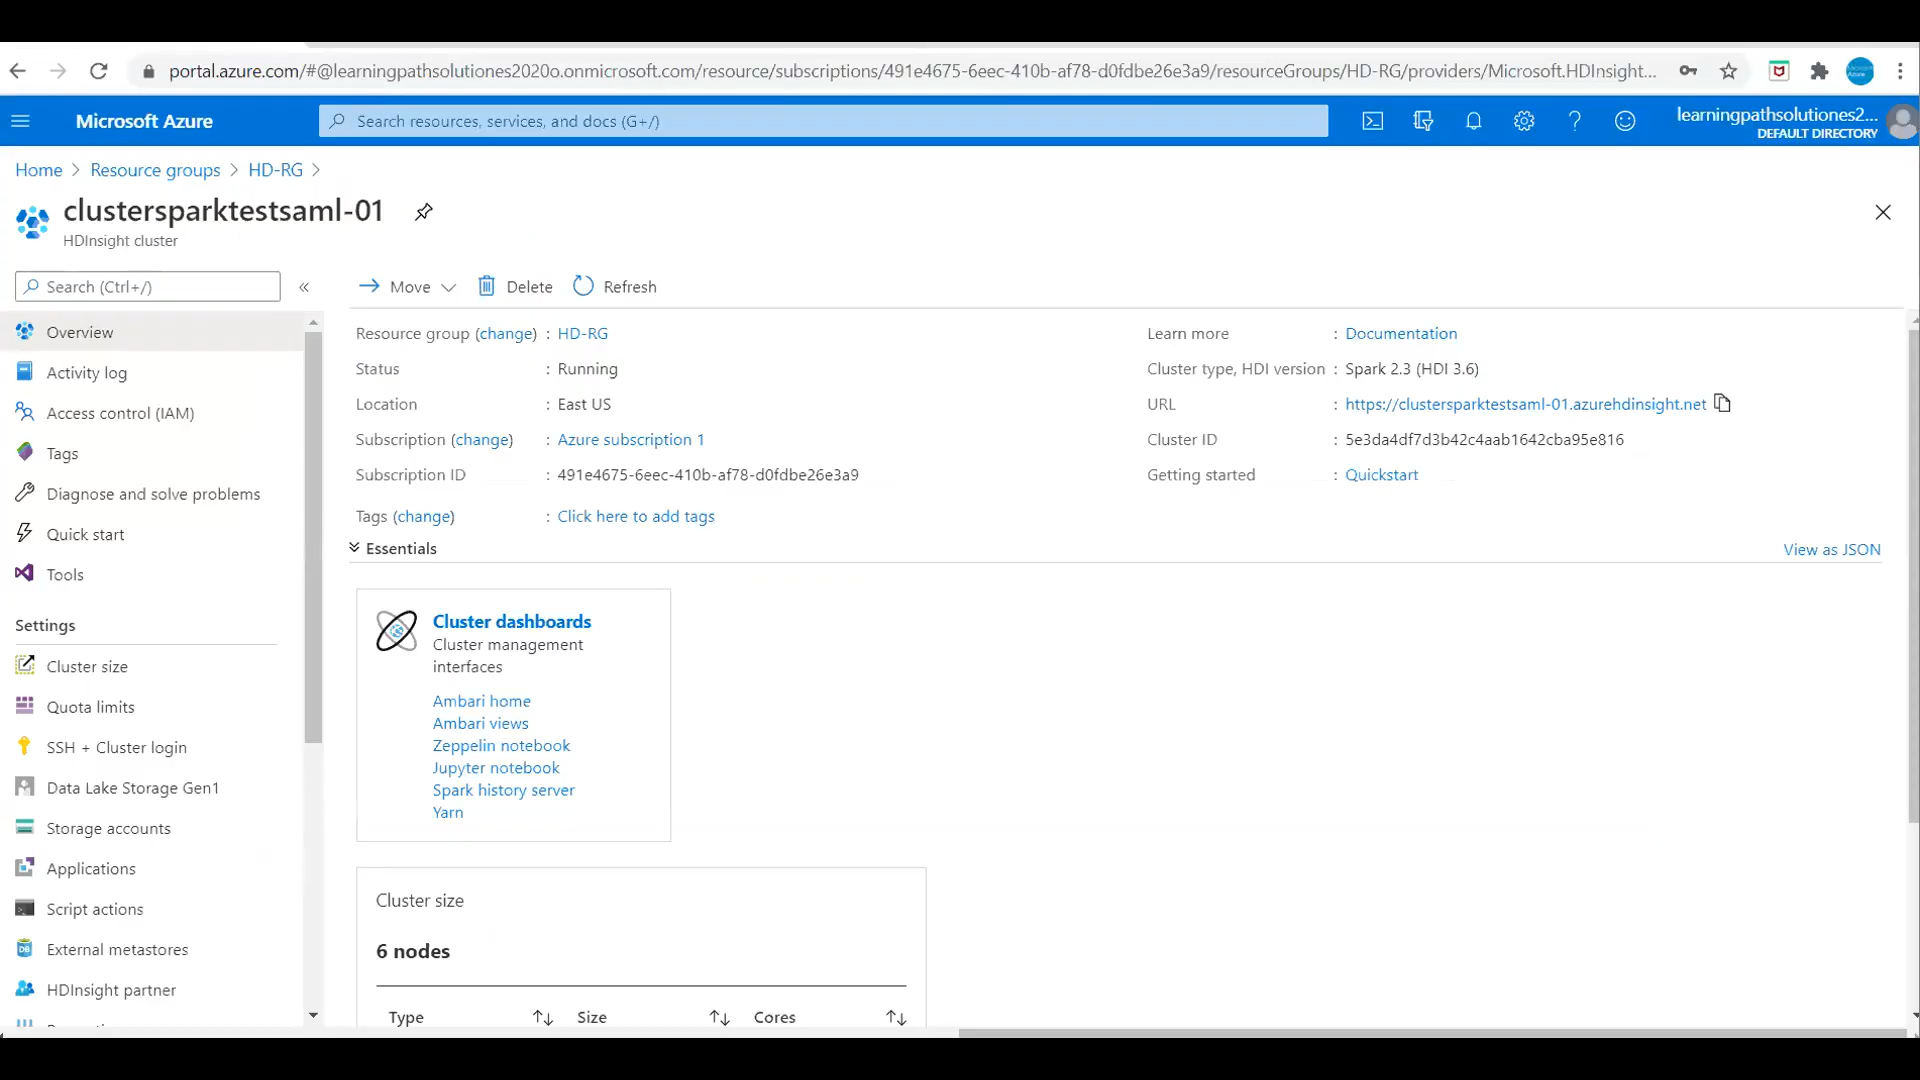 portal.azure.com/#@learningpathsolutiones2020o.onmicrosoft.com/resource/subscriptions/491e4675-6eec-410b-af78-d0fdbe26e3a9/resourceGroups/HD-RG/providers/Microsoft.HDInsight...
Microsoft Azure
Search resources, services, and docs (G+/)
learningpathsolutiones2...
DEFAULT DIRECTORY
Home > Resource groups > HD-RG >
clustersparktestsaml-01
HDInsight cluster
Search (Ctrl+/)
«
Overview
Activity log
Access control (IAM)
Tags
Diagnose and solve problems
Quick start
Tools
Settings
Cluster size
Quota limits
SSH + Cluster login
Data Lake Storage Gen1
Storage accounts
Applications
Script actions
External metastores
HDInsight partner
Move
Delete
Refresh
Resource group (change) : HD-RG
Status : Running
Location : East US
Subscription (change) : Azure subscription 1
Subscription ID : 491e4675-6eec-410b-af78-d0fdbe26e3a9
Tags (change) : Click here to add tags
Learn more : Documentation
Cluster type, HDI version : Spark 2.3 (HDI 3.6)
URL : https://clustersparktestsaml-01.azurehdinsight.net
Cluster ID : 5e3da4df7d3b42c4aab1642cba95e816
Getting started : Quickstart
Essentials
View as JSON
Cluster dashboards
Cluster management
interfaces
Ambari home
Ambari views
Zeppelin notebook
Jupyter notebook
Spark history server
Yarn
Cluster size
6 nodes
Type Size Cores